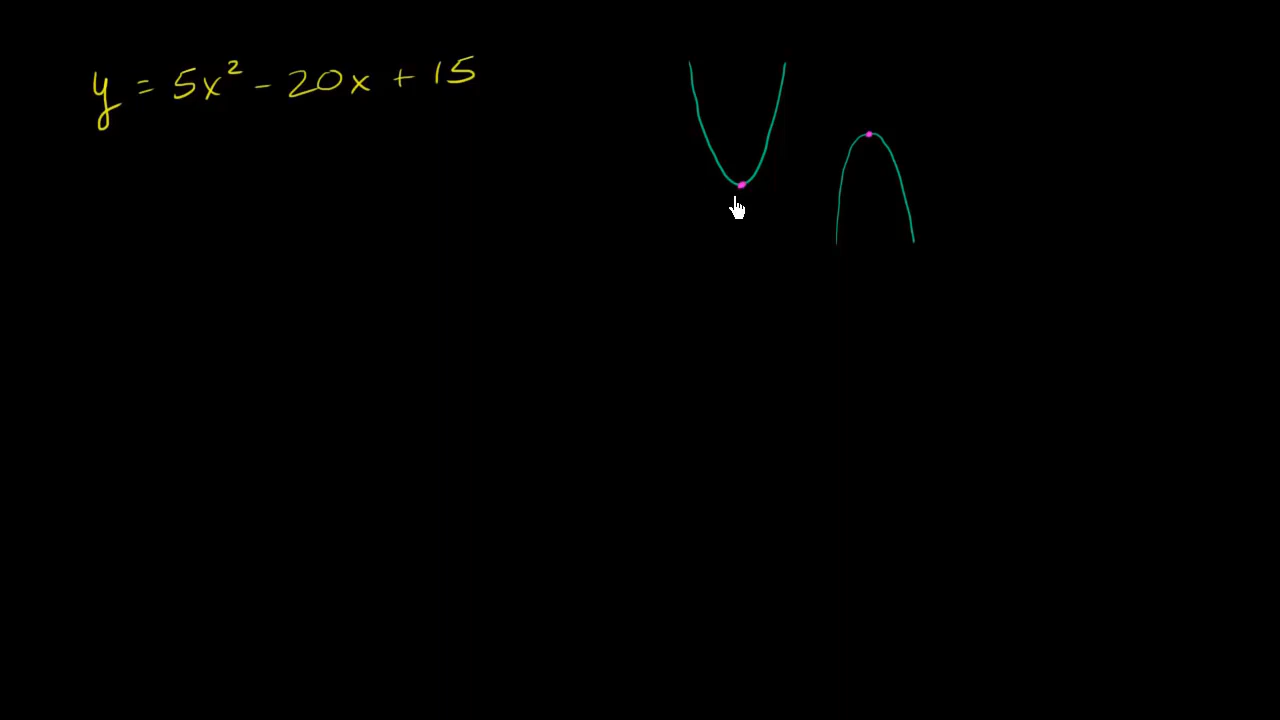 y = 5x² - 20x + 15